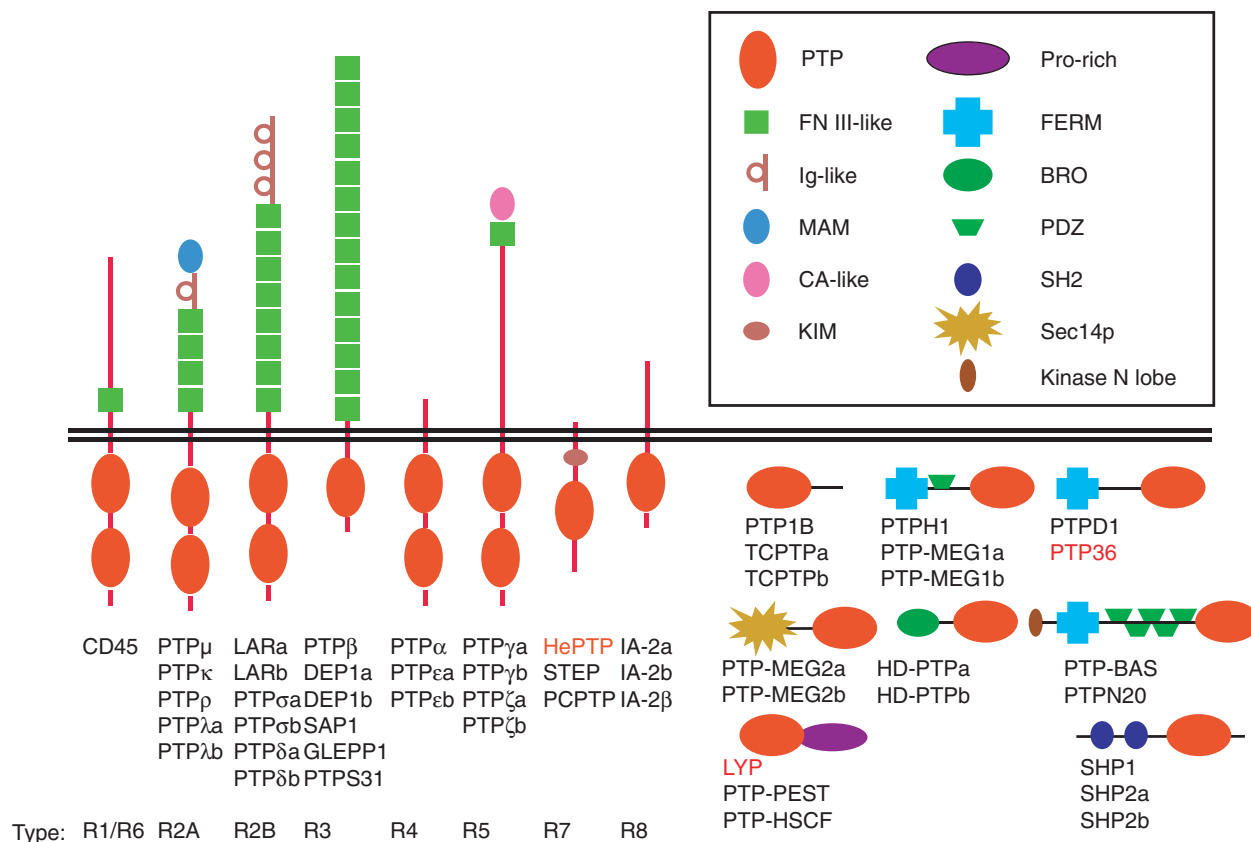 PTP
Pro-rich
FN III-like
FERM
Ig-like
BRO
MAM
PDZ
CA-like
SH2
KIM
Sec14p
Kinase N lobe
PTP1B
TCPTPa
TCPTPb
PTPH1
PTP-MEG1a
PTP-MEG1b
PTPD1
PTP36
PTP-MEG2a
PTP-MEG2b
HD-PTPa
HD-PTPb
PTP-BAS
PTPN20
LYP
PTP-PEST
PTP-HSCF
SHP1
SHP2a
SHP2b
CD45
PTPμ
PTPκ
PTPρ
PTPλa
PTPλb
LARa
LARb
PTPσa
PTPσb
PTPδa
PTPδb
PTPβ
DEP1a
DEP1b
SAP1
GLEPP1
PTPS31
PTPα
PTPεa
PTPεb
PTPγa
PTPγb
PTPζa
PTPζb
HePTP
STEP
PCPTP
IA-2a
IA-2b
IA-2β
Type: R1/R6 R2A R2B R3 R4 R5 R7 R8